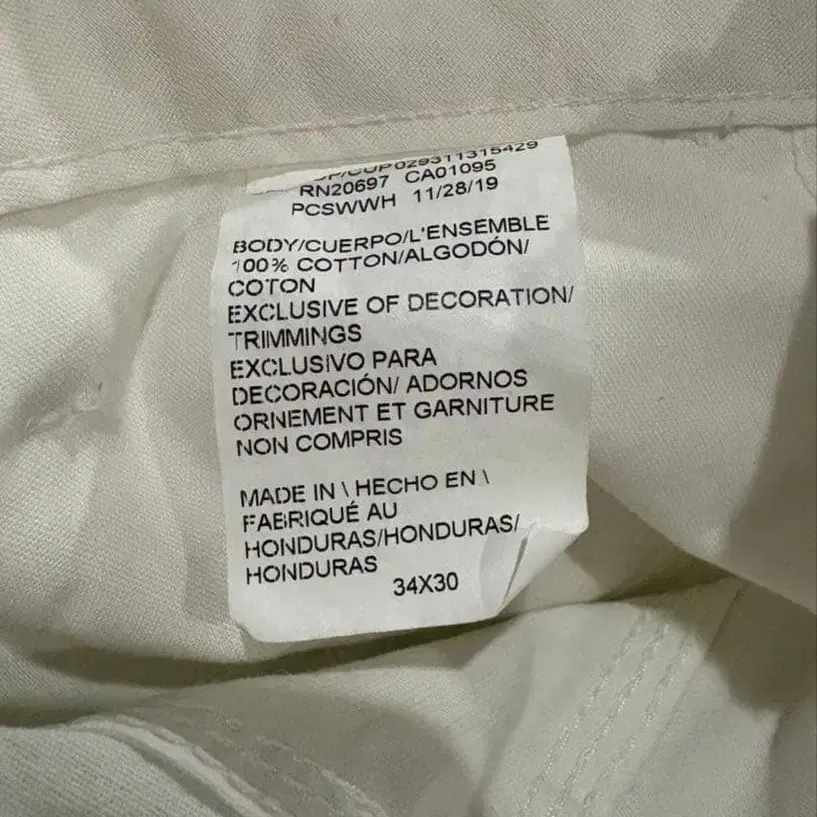 CUP029311315429
RN20697 CA01095
PCSWWH 11/28/19
BODY/CUERPO/L'ENSEMBLE
100% COTTON/ALGODÓN/
COTON
EXCLUSIVE OF DECORATION/
TRIMMINGS
EXCLUSIVO PARA
DECORACIÓN/ ADORNOS
ORNEMENT ET GARNITURE
NON COMPRIS
MADE IN \ HECHO EN \
FABRIQUÉ AU
HONDURAS/HONDURAS/
HONDURAS
34X30